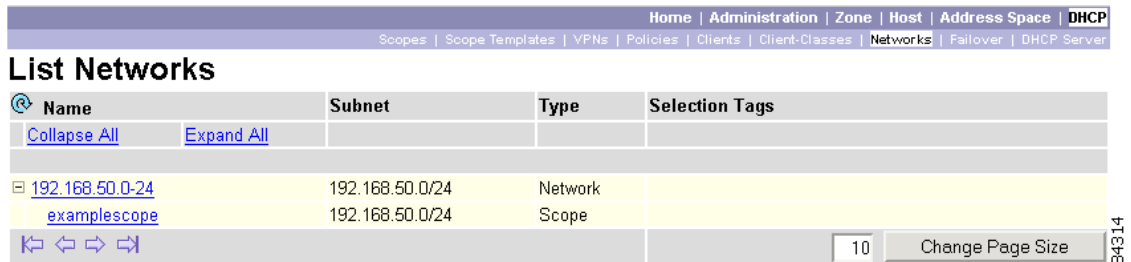 Home | Administration | Zone | Host | Address Space | DHCP
Scopes | Scope Templates | VPNs | Policies | Clients | Client-Classes | Networks | Failover | DHCP Server
List Networks
Name Subnet Type Selection Tags
Collapse All Expand All
192.168.50.0-24 192.168.50.0/24 Network
examplescope 192.168.50.0/24 Scope
10 Change Page Size
84314